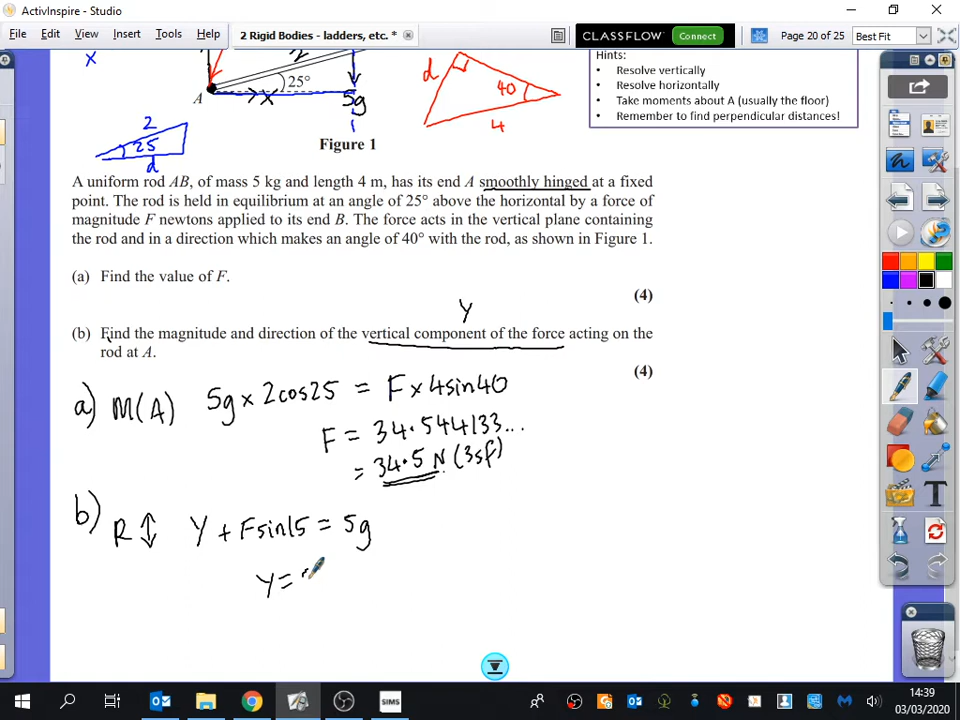 ActivInspire - Studio
File Edit View Insert Tools Help
2 Rigid Bodies - ladders, etc. *
CLASSFLOW Connect
Page 20 of 25
Best Fit
X
2
25°
A
X
5g
d
40
4
Hints:
• Resolve vertically
• Resolve horizontally
• Take moments about A (usually the floor)
• Remember to find perpendicular distances!
2
25
d
Figure 1
A uniform rod AB, of mass 5 kg and length 4 m, has its end A smoothly hinged at a fixed
point. The rod is held in equilibrium at an angle of 25° above the horizontal by a force of
magnitude F newtons applied to its end B. The force acts in the vertical plane containing
the rod and in a direction which makes an angle of 40° with the rod, as shown in Figure 1.
(a) Find the value of F.
(4)
Y
(b) Find the magnitude and direction of the vertical component of the force acting on the
rod at A.
(4)
a) M(A) 5g × 2cos25 = F × 4sin40
F = 34.544133...
= 34.5 N (3sf)
b) R ↕ Y + Fsin15 = 5g
Y =
SIMS
14:39
03/03/2020